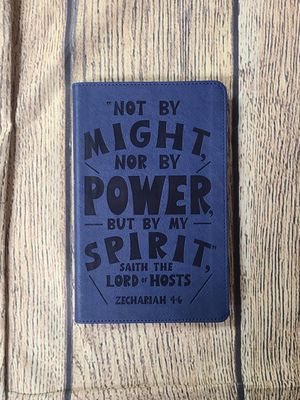 "NOT BY
MIGHT,
NOR BY
POWER,
BUT BY MY
SPIRIT,"
SAITH THE
LORD OF HOSTS
ZECHARIAH 4:6